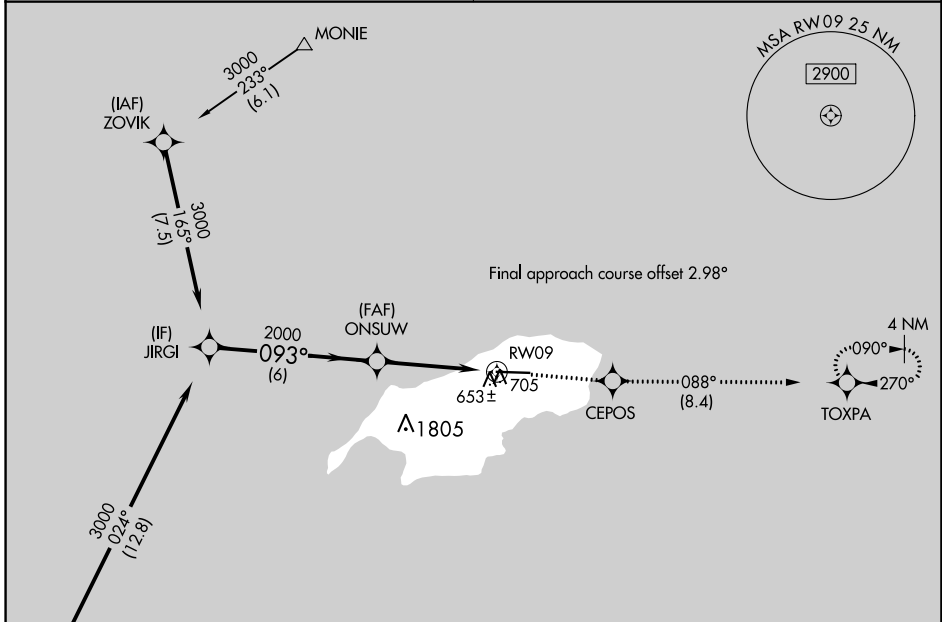 MONIE
3000
233°
(6.1)
(IAF)
ZOVIK
3000
165°
(7.5)
MSA RW09 25 NM
2900
Final approach course offset 2.98°
(IF)
JIRGI
2000
093°
(6)
(FAF)
ONSUW
RW09
705
653±
1805
CEPOS
088°
(8.4)
4 NM
090°
270°
TOXPA
3000
024°
(12.8)